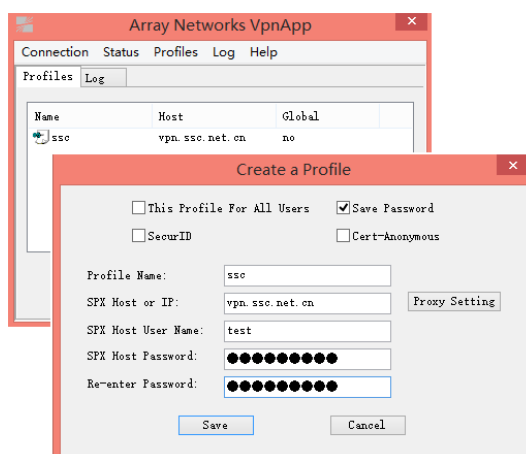 Array Networks VpnApp
Connection Status Profiles Log Help
Profiles Log
Name Host Global
ssc vpn.ssc.net.cn no
Create a Profile
This Profile For All Users Save Password
SecurID Cert-Anonymous
Profile Name: ssc
SPX Host or IP: vpn.ssc.net.cn Proxy Setting
SPX Host User Name: test
SPX Host Password: ●●●●●●●●●
Re-enter Password: ●●●●●●●●●
Save Cancel